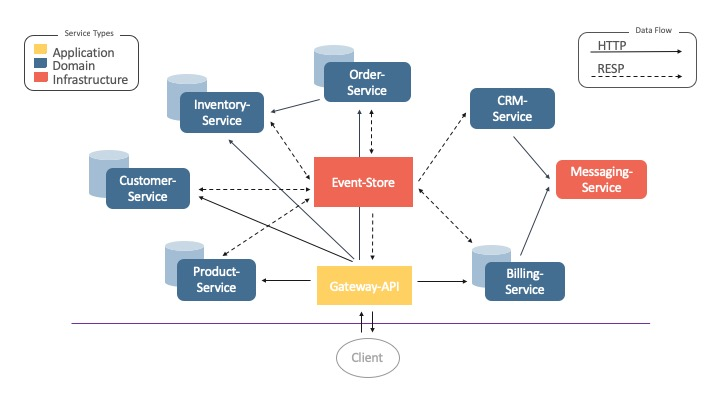 Service Types
Application
Domain
Infrastructure
Data Flow
HTTP
RESP
Order-
Service
Inventory-
Service
CRM-
Service
Customer-
Service
Event-Store
Messaging-
Service
Product-
Service
Gateway-API
Billing-
Service
Client